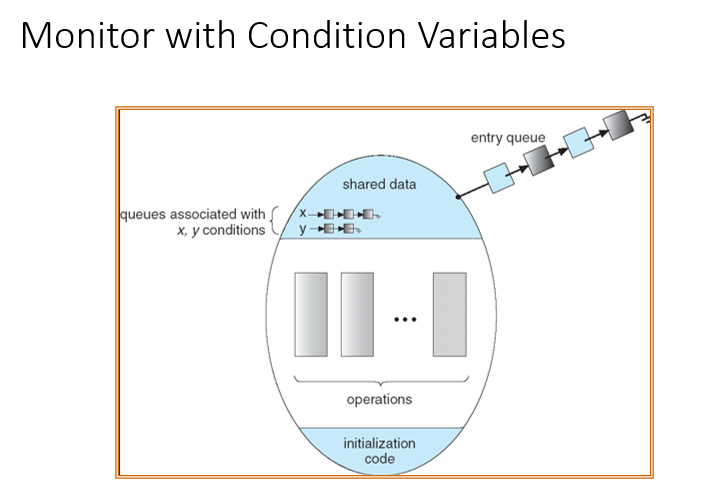 Monitor with Condition Variables
entry queue
shared data
queues associated with
x, y conditions
x
y
...
operations
initialization
code